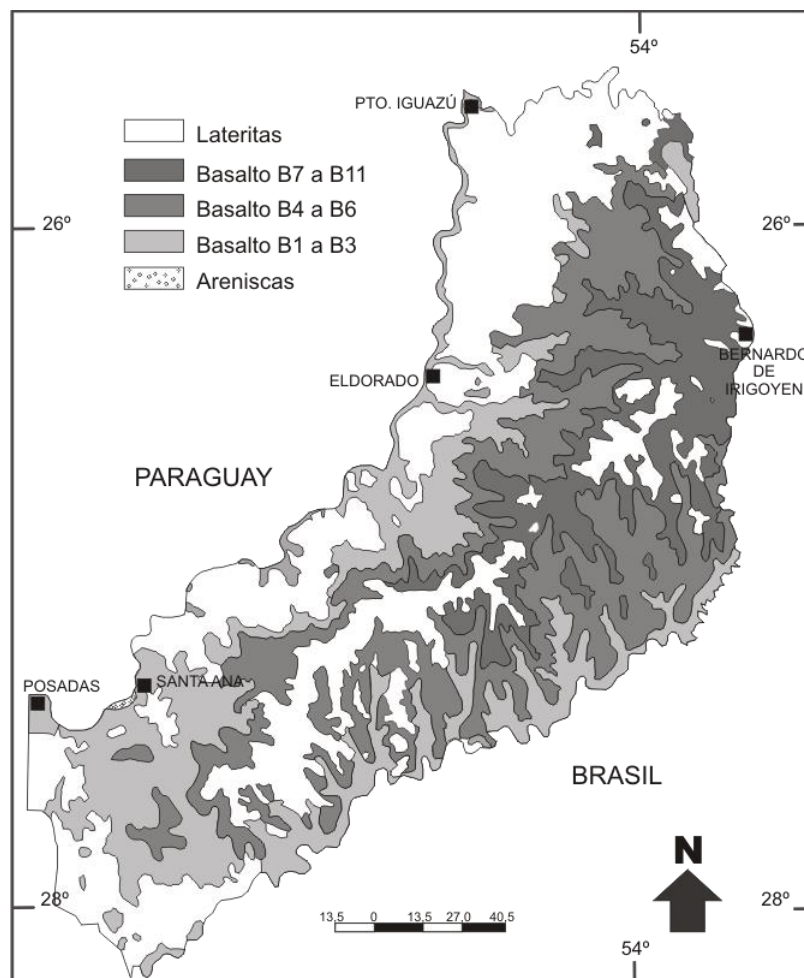 54º
PTO. IGUAZÚ
Lateritas
Basalto B7 a B11
Basalto B4 a B6
Basalto B1 a B3
Areniscas
26º
26º
BERNARDO
DE
IRIGOYEN
ELDORADO
PARAGUAY
POSADAS
SANTA ANA
BRASIL
N
28º
13,5 0 13,5 27,0 40,5
28º
54º